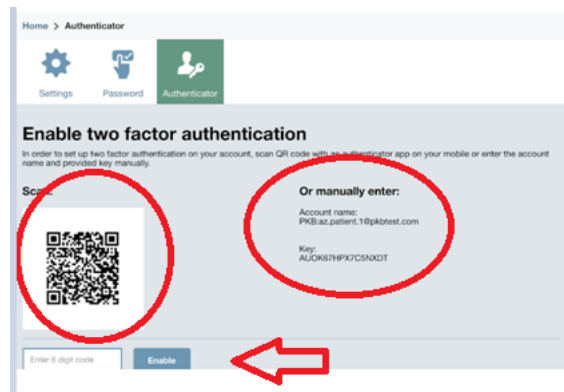 Home > Authenticator
Settings Password Authenticator
Enable two factor authentication
In order to set up two factor authentication on your account, scan QR code with an authenticator app on your mobile or enter the account
name and provided key manually.
Scan: Or manually enter:
Account name:
PKB:az.patient.1@pkbtest.com
Key:
AUOK67HPX7C5NXDT
Enter 6 digit code Enable